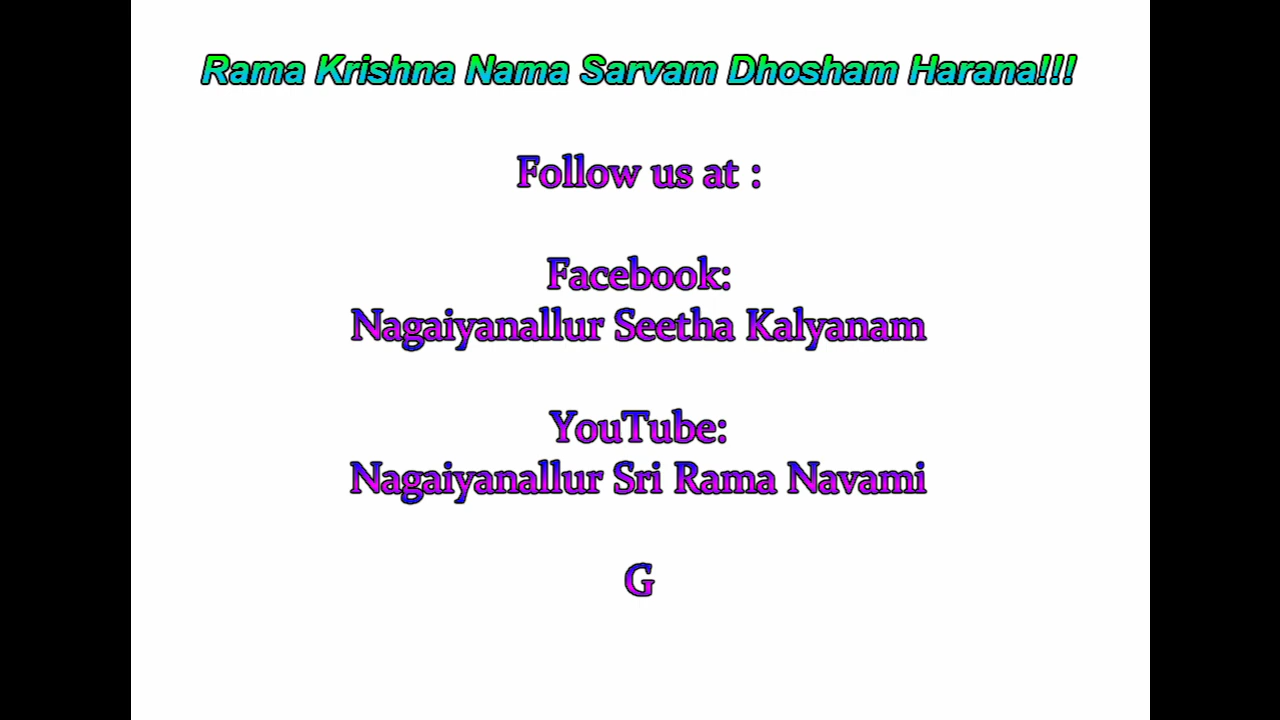 Rama Krishna Nama Sarvam Dhosham Harana!!!
Follow us at :
Facebook:
Nagaiyanallur Seetha Kalyanam
YouTube:
Nagaiyanallur Sri Rama Navami
G